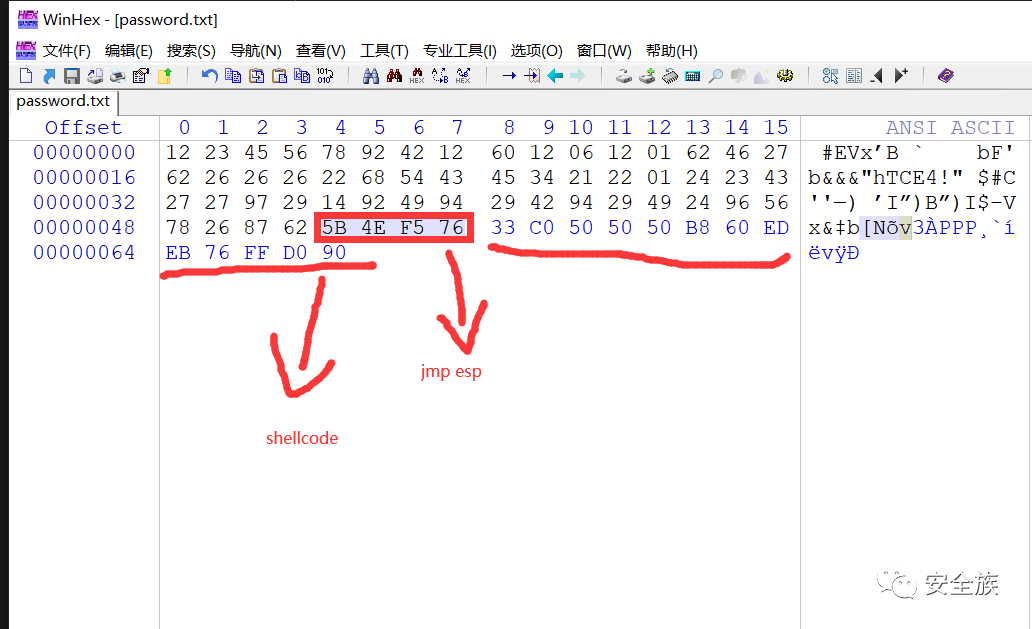 WinHex - [password.txt]
文件(F) 编辑(E) 搜索(S) 导航(N) 查看(V) 工具(T) 专业工具(I) 选项(O) 窗口(W) 帮助(H)
password.txt
Offset 0 1 2 3 4 5 6 7 8 9 10 11 12 13 14 15 ANSI ASCII
00000000 12 23 45 56 78 92 42 12 60 12 06 12 01 62 46 27 #EVx’B ` bF'
00000016 62 26 26 26 22 68 54 43 45 34 21 22 01 24 23 43 b&&&"hTCE4!" $#C
00000032 27 27 97 29 14 92 49 94 29 42 94 29 49 24 96 56 ''—) ’I”)B”)I$–V
00000048 78 26 87 62 5B 4E F5 76 33 C0 50 50 50 B8 60 ED x&‡b[Nõv3ÀPPP¸`í
00000064 EB 76 FF D0 90 ëvÿÐ
jmp esp
shellcode
安全族